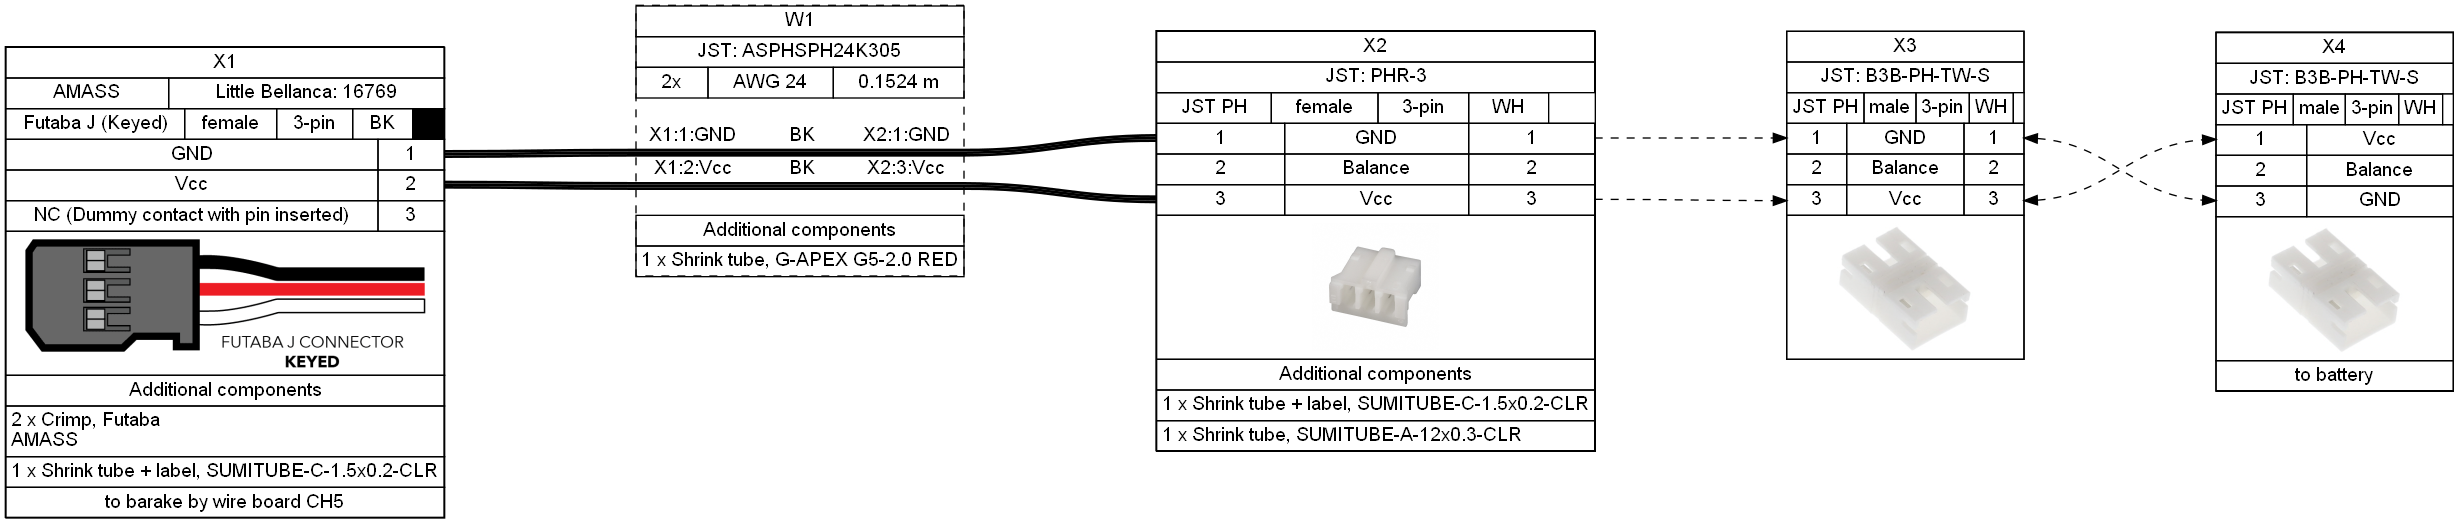 X1
AMASS Little Bellanca: 16769
Futaba J (Keyed) female 3-pin BK
GND 1
Vcc 2
NC (Dummy contact with pin inserted) 3
FUTABA J CONNECTOR
KEYED
Additional components
2 x Crimp, Futaba
AMASS
1 x Shrink tube + label, SUMITUBE-C-1.5x0.2-CLR
to barake by wire board CH5
W1
JST: ASPHSPH24K305
2x AWG 24 0.1524 m
X1:1:GND BK X2:1:GND
X1:2:Vcc BK X2:3:Vcc
Additional components
1 x Shrink tube, G-APEX G5-2.0 RED
X2
JST: PHR-3
JST PH female 3-pin WH
1 GND 1
2 Balance 2
3 Vcc 3
Additional components
1 x Shrink tube + label, SUMITUBE-C-1.5x0.2-CLR
1 x Shrink tube, SUMITUBE-A-12x0.3-CLR
X3
JST: B3B-PH-TW-S
JST PH male 3-pin WH
1 GND 1
2 Balance 2
3 Vcc 3
X4
JST: B3B-PH-TW-S
JST PH male 3-pin WH
1 Vcc
2 Balance
3 GND
to battery